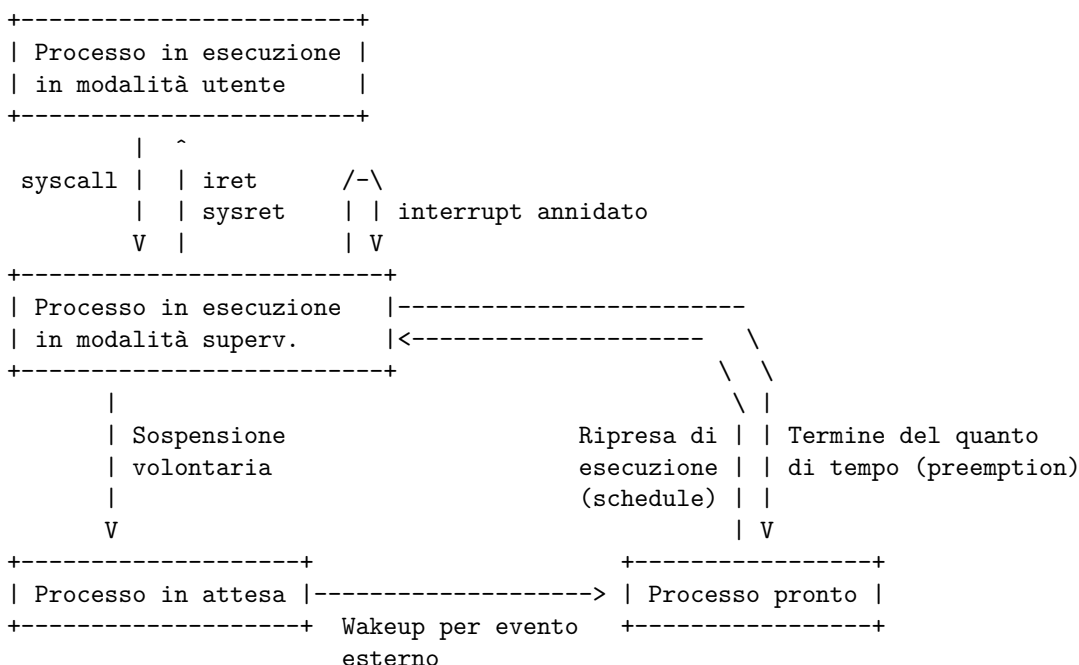 +------------------------+
| Processo in esecuzione |
| in modalità utente     |
+------------------------+
         |  ^
 syscall |  | iret      /-\
         |  | sysret    | | interrupt annidato
         V  |           | V
+--------------------------+
| Processo in esecuzione   |-------------------------
| in modalità superv.      |<---------------------   \
+--------------------------+                       \  \
       |                                            \ |
       | Sospensione                     Ripresa di | | Termine del quanto
       | volontaria                      esecuzione | | di tempo (preemption)
       |                                 (schedule) | |
       V                                            | V
+--------------------+                      +-----------------+
| Processo in attesa |--------------------> | Processo pronto |
+--------------------+  Wakeup per evento   +-----------------+
                        esterno